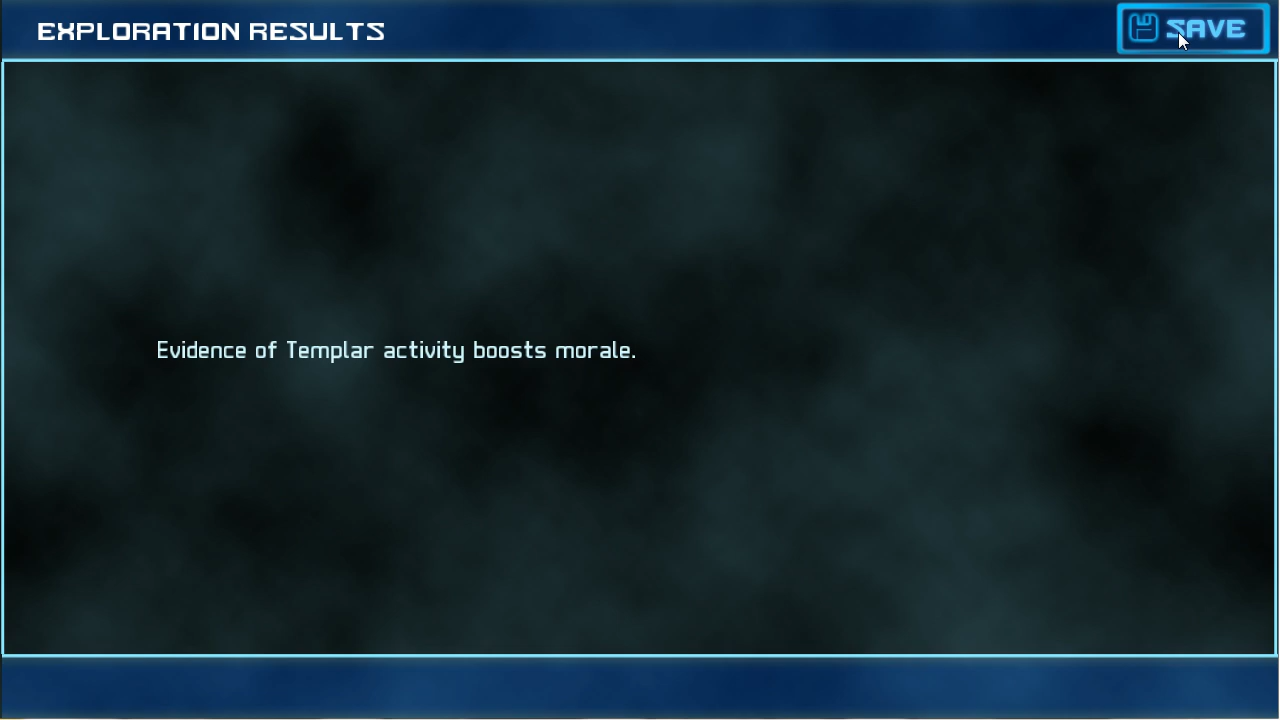 EXPLORATION RESULTS
SAVE
Evidence of Templar activity boosts morale.